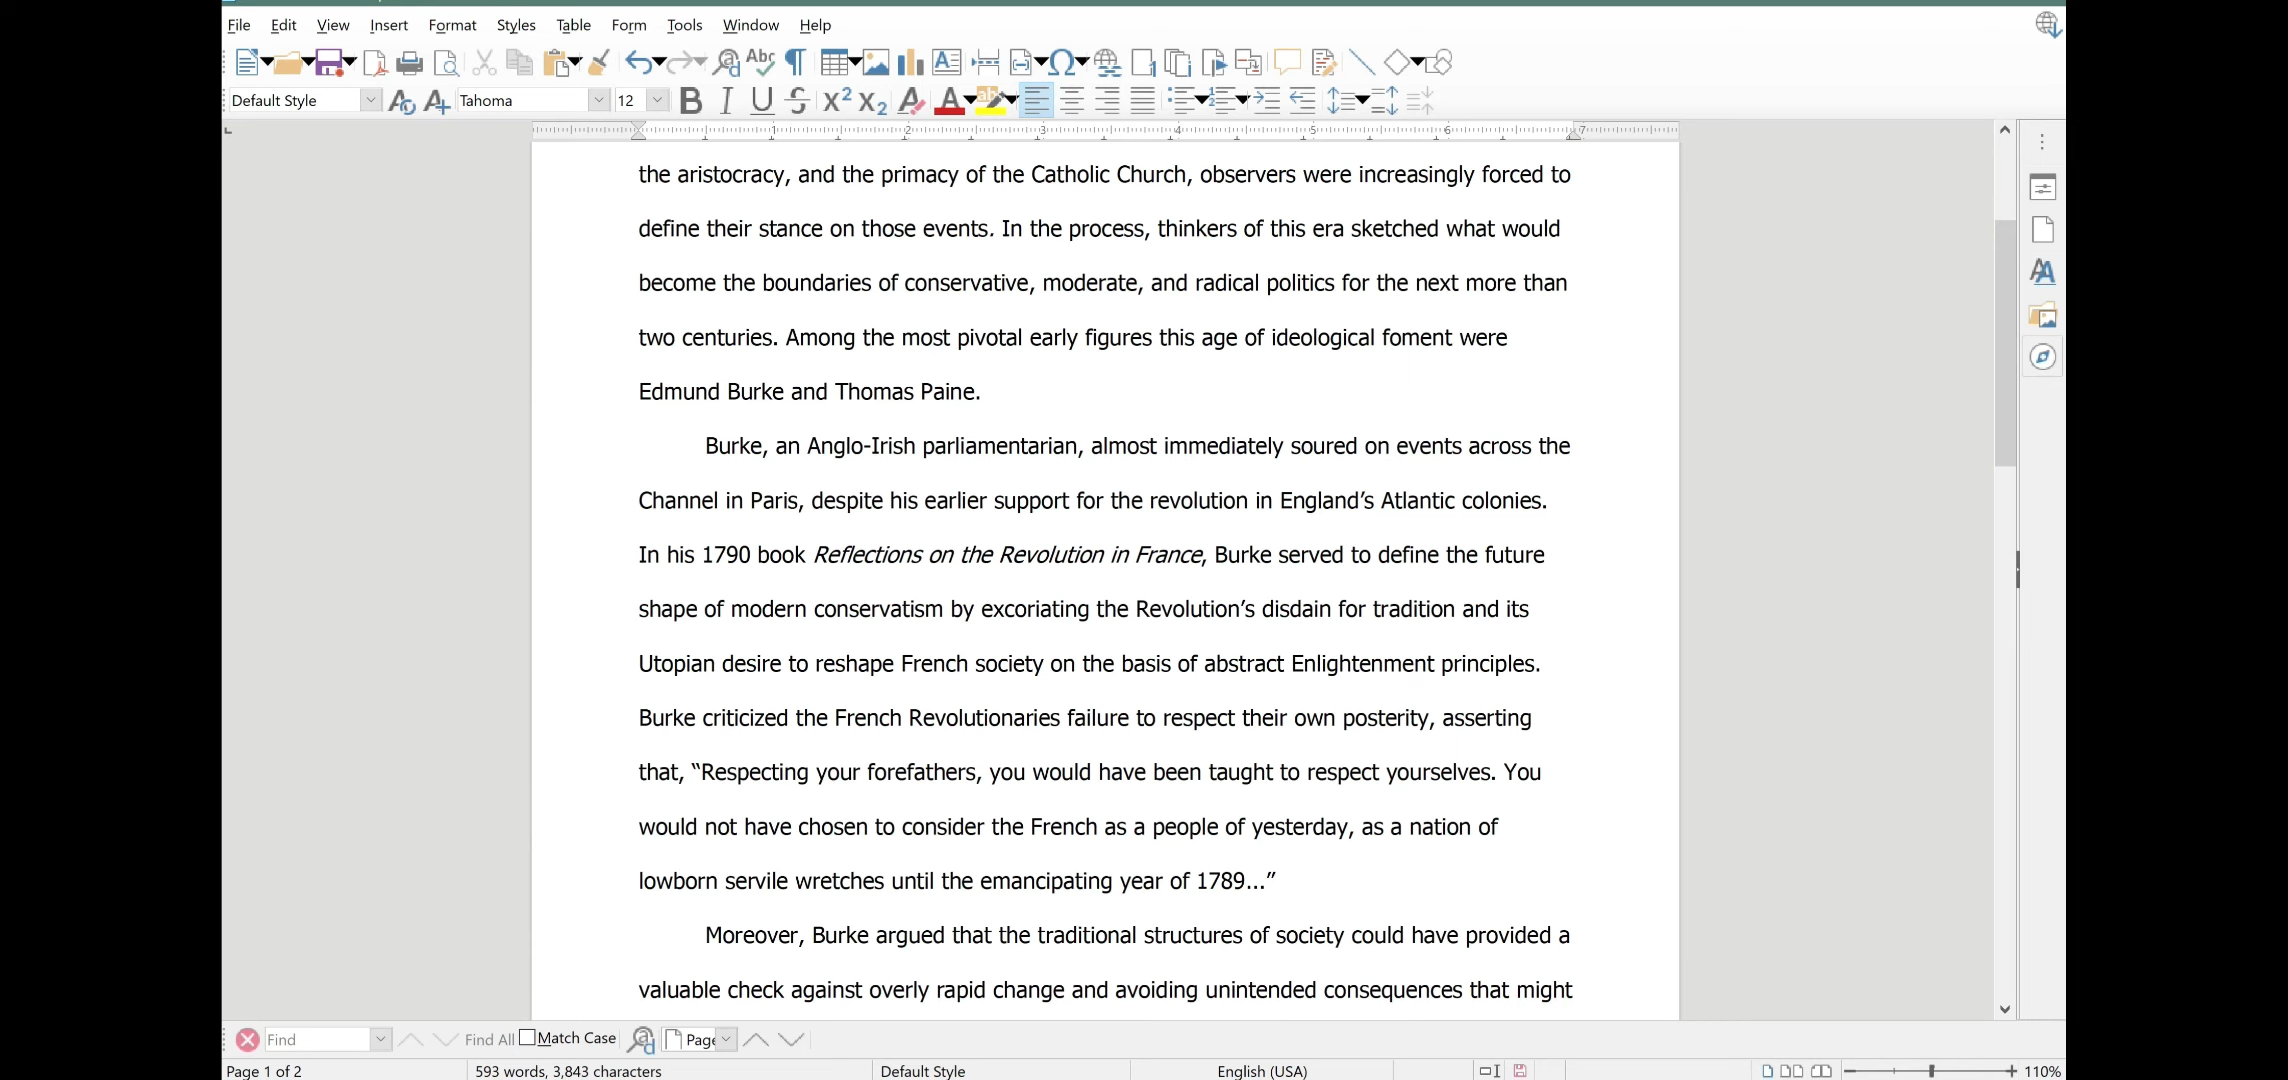 File Edit View Insert Format Styles Table Form Tools Window Help
Default Style Tahoma 12
1 2 3 4 5 6 7
the aristocracy, and the primacy of the Catholic Church, observers were increasingly forced to
define their stance on those events. In the process, thinkers of this era sketched what would
become the boundaries of conservative, moderate, and radical politics for the next more than
two centuries. Among the most pivotal early figures this age of ideological foment were
Edmund Burke and Thomas Paine.
Burke, an Anglo-Irish parliamentarian, almost immediately soured on events across the
Channel in Paris, despite his earlier support for the revolution in England’s Atlantic colonies.
In his 1790 book Reflections on the Revolution in France, Burke served to define the future
shape of modern conservatism by excoriating the Revolution’s disdain for tradition and its
Utopian desire to reshape French society on the basis of abstract Enlightenment principles.
Burke criticized the French Revolutionaries failure to respect their own posterity, asserting
that, “Respecting your forefathers, you would have been taught to respect yourselves. You
would not have chosen to consider the French as a people of yesterday, as a nation of
lowborn servile wretches until the emancipating year of 1789...”
Moreover, Burke argued that the traditional structures of society could have provided a
valuable check against overly rapid change and avoiding unintended consequences that might
Find Find All Match Case Page
Page 1 of 2 593 words, 3,843 characters Default Style English (USA) 110%